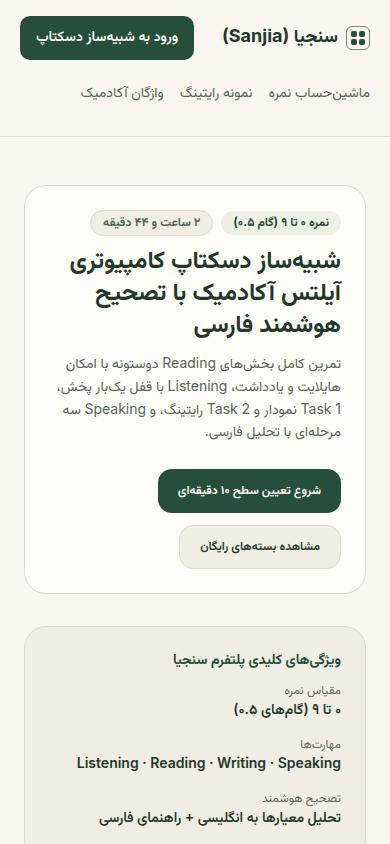 سنجیا (Sanjia)
ورود به شبیه‌ساز دسکتاپ
ماشین‌حساب نمره
نمونه رایتینگ
واژگان آکادمیک
نمره ۰ تا ۹ (گام ۰.۵)
۲ ساعت و ۴۴ دقیقه
شبیه‌ساز دسکتاپ کامپیوتری
آیلتس آکادمیک با تصحیح
هوشمند فارسی
تمرین کامل بخش‌های Reading دوستونه با امکان
هایلایت و یادداشت، Listening با قفل یک‌بار پخش،
Task 1 نمودار و Task 2 رایتینگ، و Speaking سه
مرحله‌ای با تحلیل فارسی.
شروع تعیین سطح ۱۰ دقیقه‌ای
مشاهده بسته‌های رایگان
ویژگی‌های کلیدی پلتفرم سنجیا
مقیاس نمره
۰ تا ۹ (گام‌های ۰.۵)
مهارت‌ها
Listening · Reading · Writing · Speaking
تصحیح هوشمند
تحلیل معیارها به انگلیسی + راهنمای فارسی